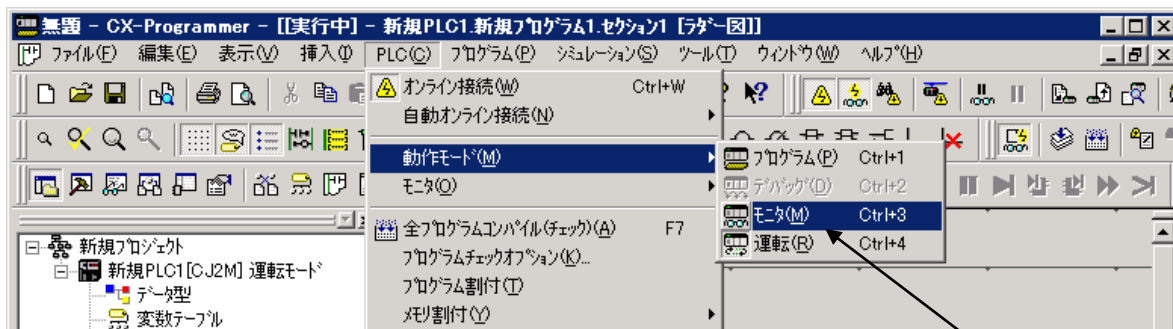 無題 - CX-Programmer - [[実行中] - 新規PLC1.新規ﾌﾟﾛｸﾞﾗﾑ1.ｾｸｼｮﾝ1 [ﾗﾀﾞｰ図]]
ﾌｧｲﾙ(F) 編集(E) 表示(V) 挿入(I) PLC(C) ﾌﾟﾛｸﾞﾗﾑ(P) ｼﾐｭﾚｰｼｮﾝ(S) ﾂｰﾙ(T) ｳｨﾝﾄﾞｳ(W) ﾍﾙﾌﾟ(H)
ｵﾝﾗｲﾝ接続(W) Ctrl+W
自動ｵﾝﾗｲﾝ接続(N)
動作ﾓｰﾄﾞ(M)
ﾓﾆﾀ(O)
全ﾌﾟﾛｸﾞﾗﾑｺﾝﾊﾟｲﾙ(ﾁｪｯｸ)(A) F7
ﾌﾟﾛｸﾞﾗﾑﾁｪｯｸｵﾌﾟｼｮﾝ(K)...
ﾌﾟﾛｸﾞﾗﾑ割付(T)
ﾒﾓﾘ割付(Y)
ﾌﾟﾛｸﾞﾗﾑ(P) Ctrl+1
ﾃﾞﾊﾞｯｸﾞ(D) Ctrl+2
ﾓﾆﾀ(M) Ctrl+3
運転(R) Ctrl+4
新規ﾌﾟﾛｼﾞｪｸﾄ
新規PLC1[CJ2M] 運転ﾓｰﾄﾞ
ﾃﾞｰﾀ型
変数ﾃｰﾌﾞﾙ